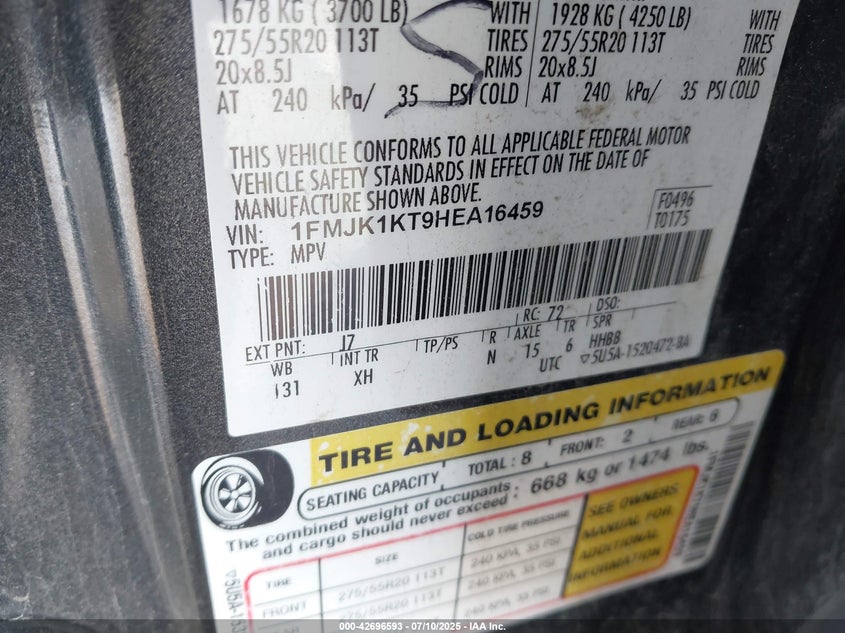 1678 KG ( 3700 LB) WITH 1928 KG ( 4250 LB) WITH
275/55R20 113T TIRES 275/55R20 113T TIRES
20x8.5J RIMS 20x8.5J RIMS
AT 240 kPa/ 35 PSI COLD AT 240 kPa/ 35 PSI COLD
THIS VEHICLE CONFORMS TO ALL APPLICABLE FEDERAL MOTOR
VEHICLE SAFETY STANDARDS IN EFFECT ON THE DATE OF
MANUFACTURE SHOWN ABOVE.
VIN: 1FMJK1KT9HEA16459
TYPE: MPV
F0496
T0175
EXT PNT: J7 RC: 72 DSO:
WB INT TR TP/PS R AXLE TR SPR
131 XH N 15 6 HHBB
UTC ▽5U5A-1520472-BA
TIRE AND LOADING INFORMATION
SEATING CAPACITY TOTAL: 8 FRONT: 2 REAR: 6
The combined weight of occupants and cargo should never exceed: 668 kg or 1474 lbs.
TIRE SIZE COLD TIRE PRESSURE
FRONT 275/55R20 113T 240 KPA, 35 PSI
275/55R20 113T 240 KPA, 35 PSI
240 KPA, 35 PSI
SEE OWNERS
MANUAL FOR
ADDITIONAL
INFORMATION
000-42696593 - 07/10/2025 - IAA Inc.